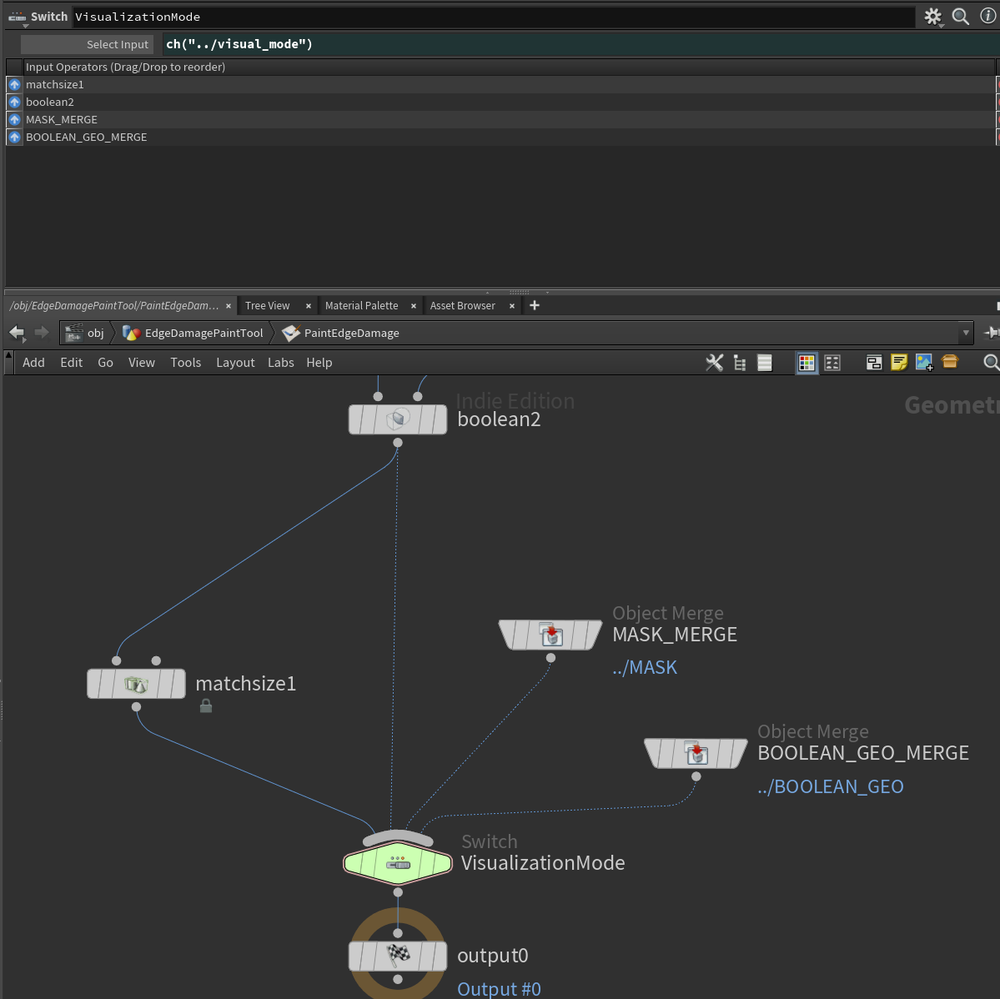 Switch VisualizationMode
Select Input ch("../visual_mode")
Input Operators (Drag/Drop to reorder)
matchsize1
boolean2
MASK_MERGE
BOOLEAN_GEO_MERGE
/obj/EdgeDamagePaintTool/PaintEdgeDam... × Tree View × Material Palette × Asset Browser × +
obj EdgeDamagePaintTool PaintEdgeDamage
Add Edit Go View Tools Layout Labs Help
Indie Edition
boolean2
Object Merge
MASK_MERGE
../MASK
matchsize1
Object Merge
BOOLEAN_GEO_MERGE
../BOOLEAN_GEO
Switch
VisualizationMode
output0
Output #0